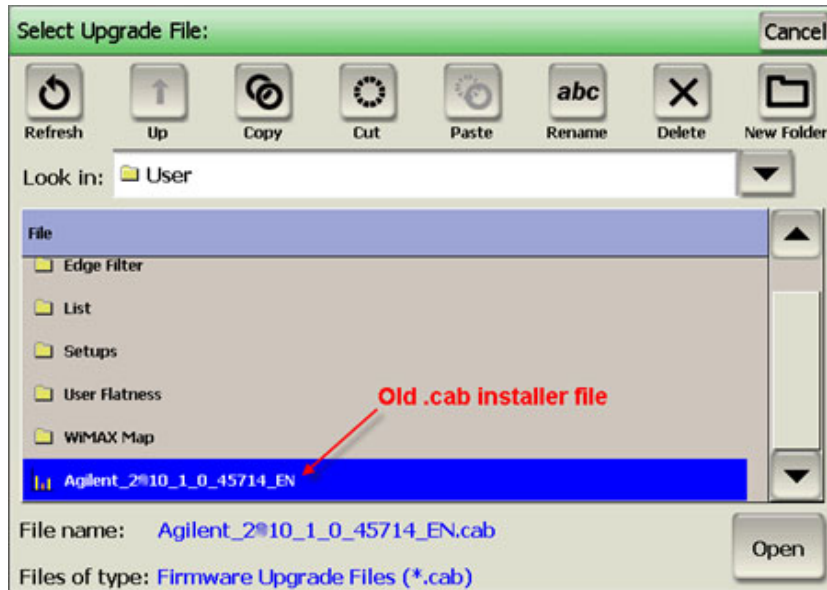 Select Upgrade File:
Cancel
Refresh
Up
Copy
Cut
abc
Paste
Rename
Delete
New Folder
Look in:
User
File
Edge Filter
List
Setups
User Flatness
Old .cab installer file
WiMAX Map
File name:
Open
Files of type: Firmware Upgrade Files (*.cab)